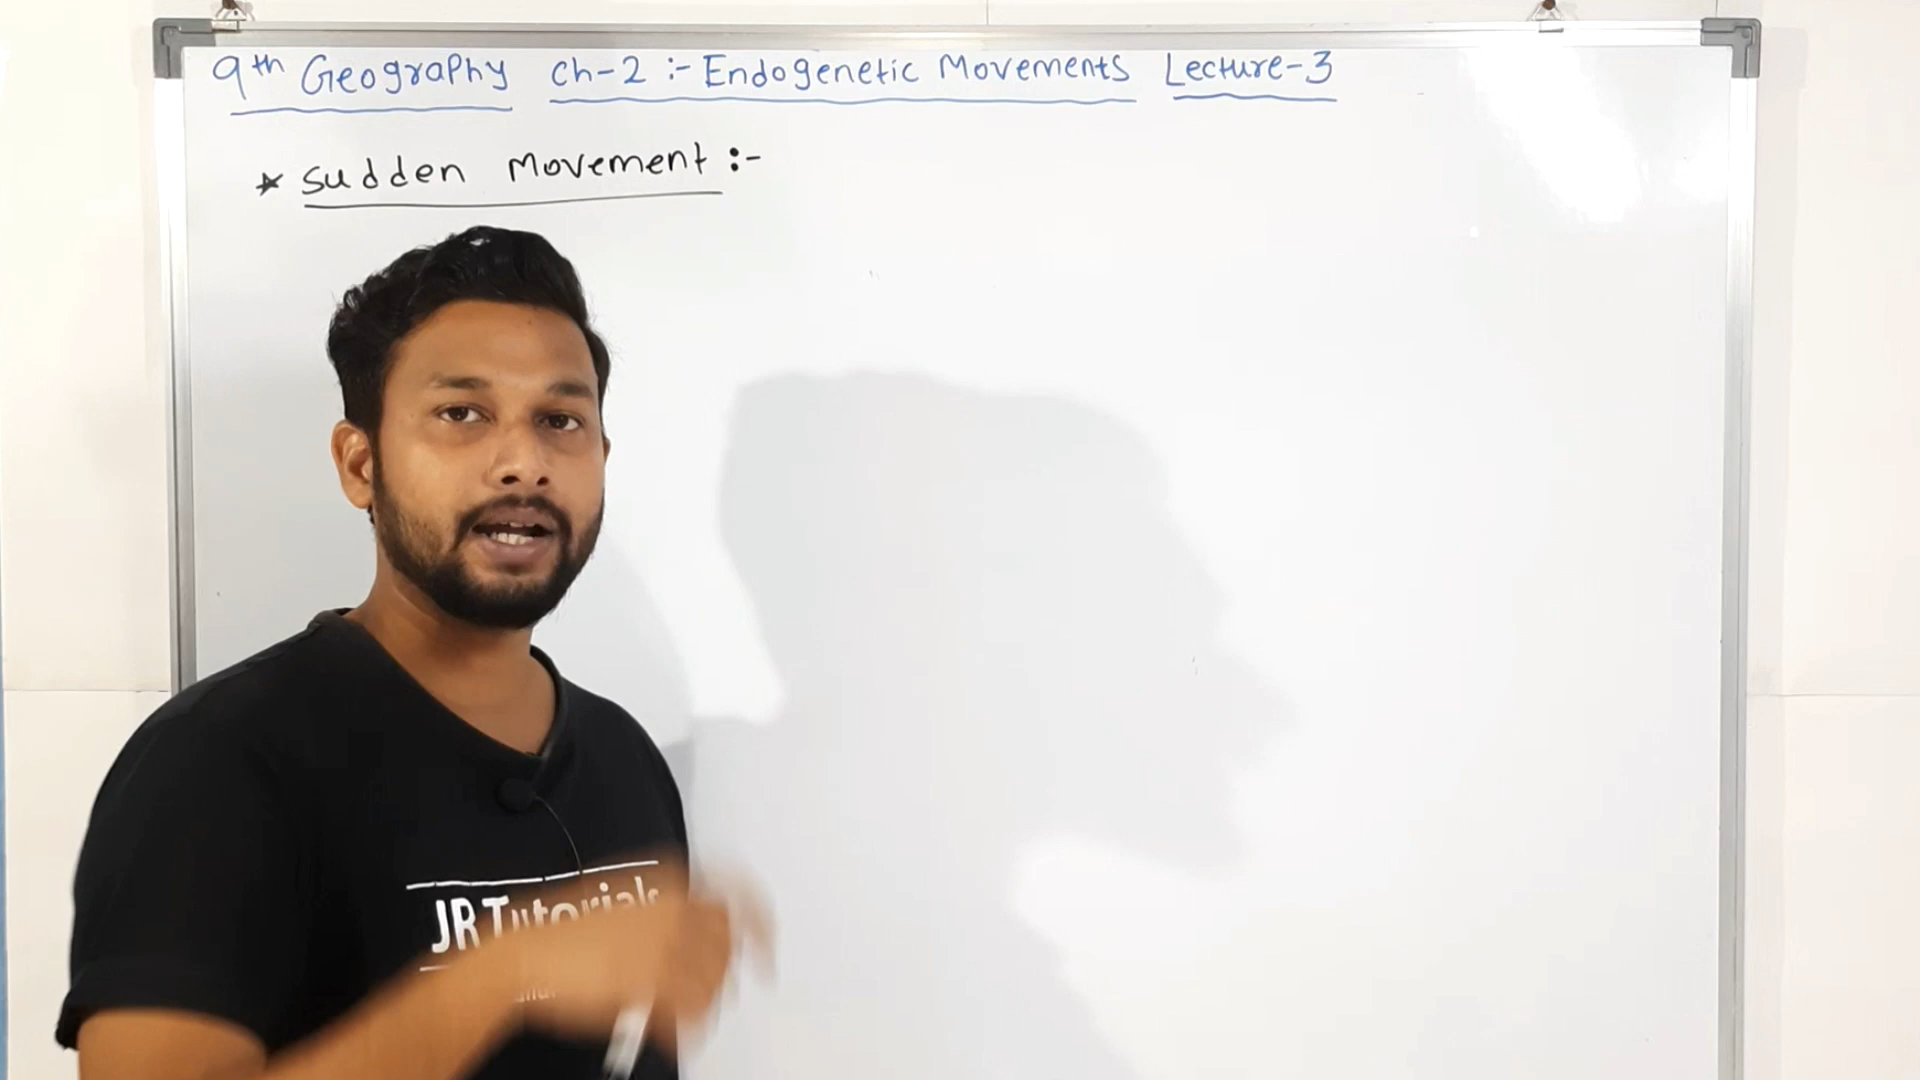 9th Geography Ch-2 :- Endogenetic Movements Lecture-3
* Sudden Movement :-
JR Tutorials